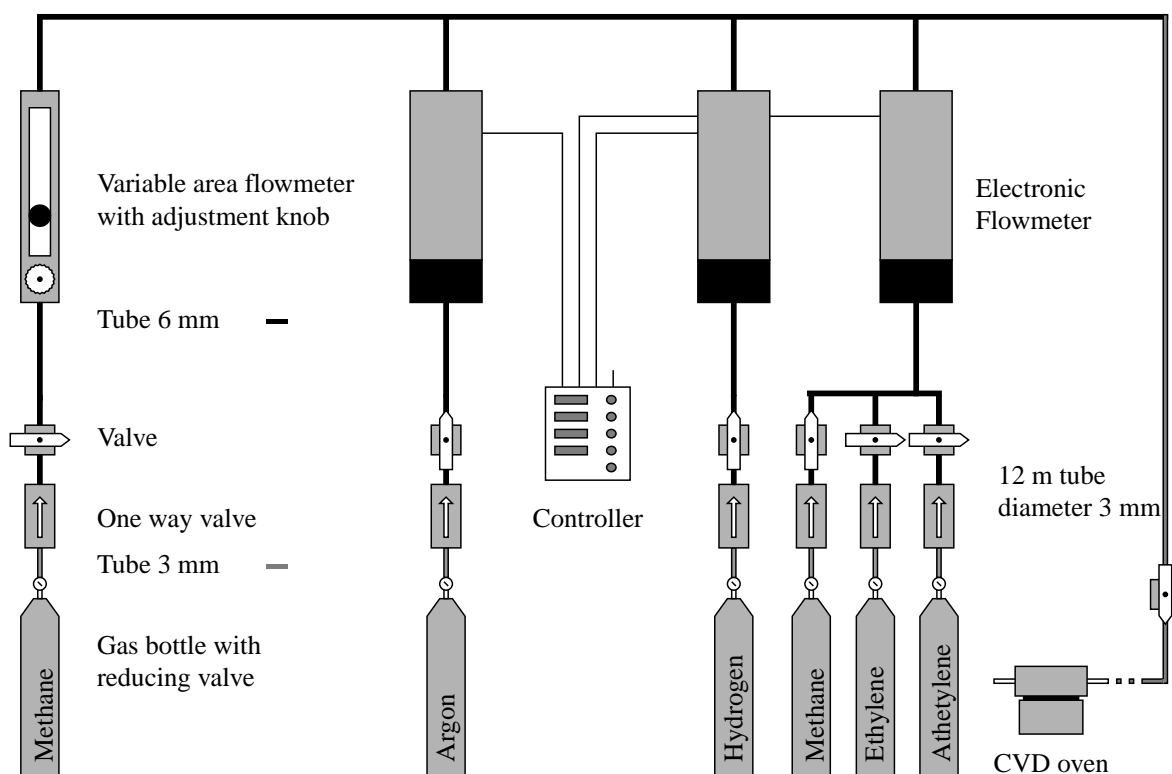 Variable area flowmeter
with adjustment knob
Electronic
Flowmeter
Tube 6 mm
Valve
One way valve
Controller
12 m tube
diameter 3 mm
Tube 3 mm
Gas bottle with
reducing valve
Methane
Argon
Hydrogen
Methane
Ethylene
Athetylene
CVD oven